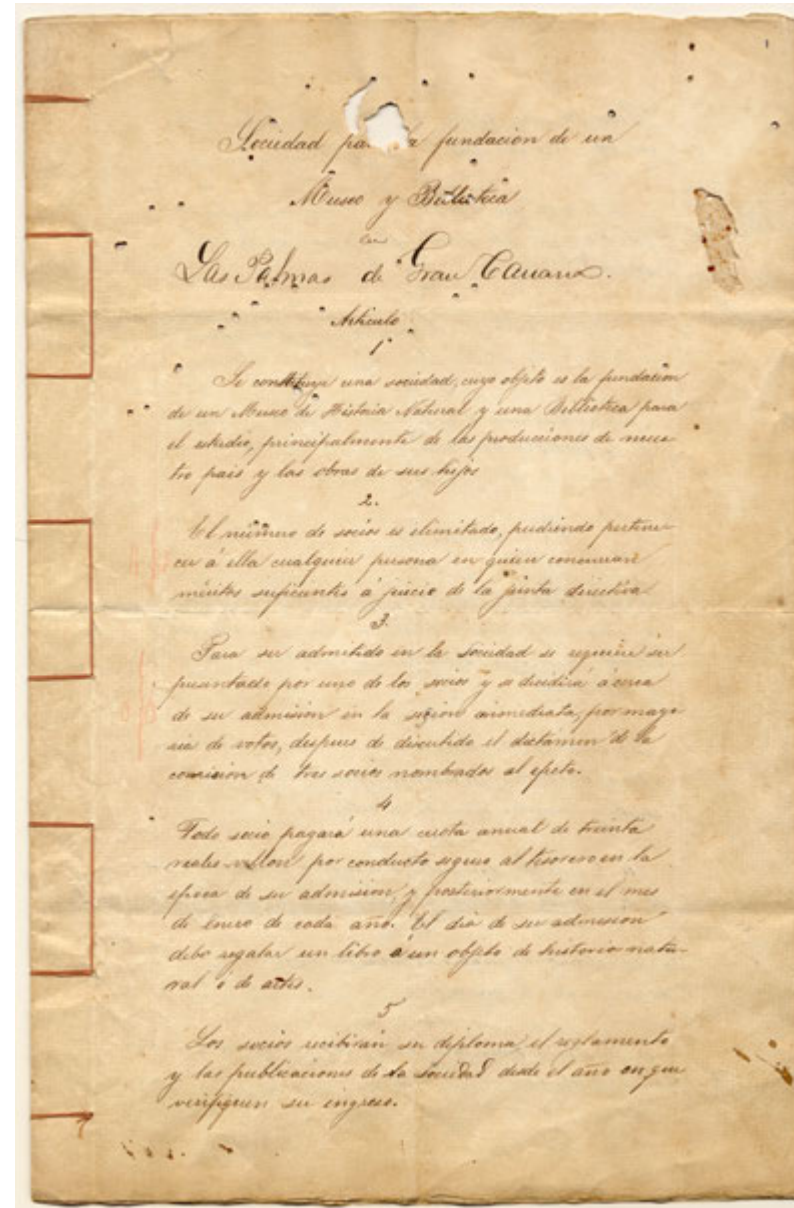 Sociedad para la fundacion de un
Museo y Biblioteca
en
Las Palmas de Gran Canaria.
Articulo
1
Se constituye una sociedad, cuyo objeto es la fundacion
de un Museo de Historia Natural y una Biblioteca para
el estudio, principalmente de las producciones de nues
tro pais y las obras de sus hijos
2.
El número de socios es ilimitado, pudiendo pertene-
cer á ella cualquier persona en quien concurran
méritos suficientes á juicio de la junta directiva
3.
Para ser admitido en la Sociedad se requiere ser
presentado por uno de los socios y se decidirá á cerca
de su admision en la sesion inmediata, por mayo
ria de votos, despues de discutido el dictámen de la
comision de tres socios nombrados al efecto.
4
Todo socio pagará una cuota anual de treinta
reales vellon por conducto seguro al tesorero en la
época de su admision, y posteriormente en el mes
de Enero de cada año. El dia de su admision
debe regalar un libro ó un objeto de historia natu-
ral o de artes.
5
Los socios recibirán su diploma, el reglamento
y las publicaciones de la sociedad desde el año en que
verifiquen su ingreso.